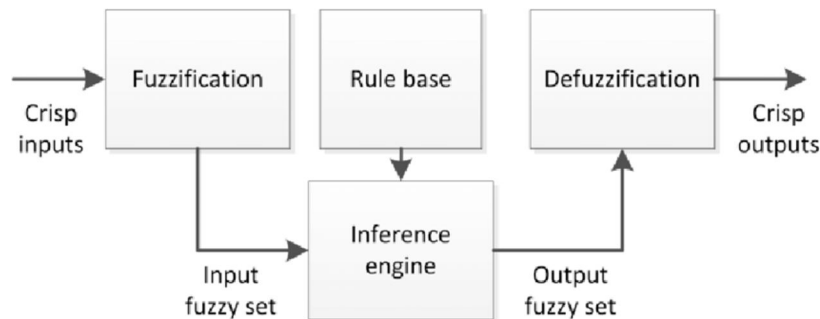 Fuzzification
Rule base
Defuzzification
Crisp
inputs
Crisp
outputs
Inference
engine
Input
fuzzy set
Output
fuzzy set